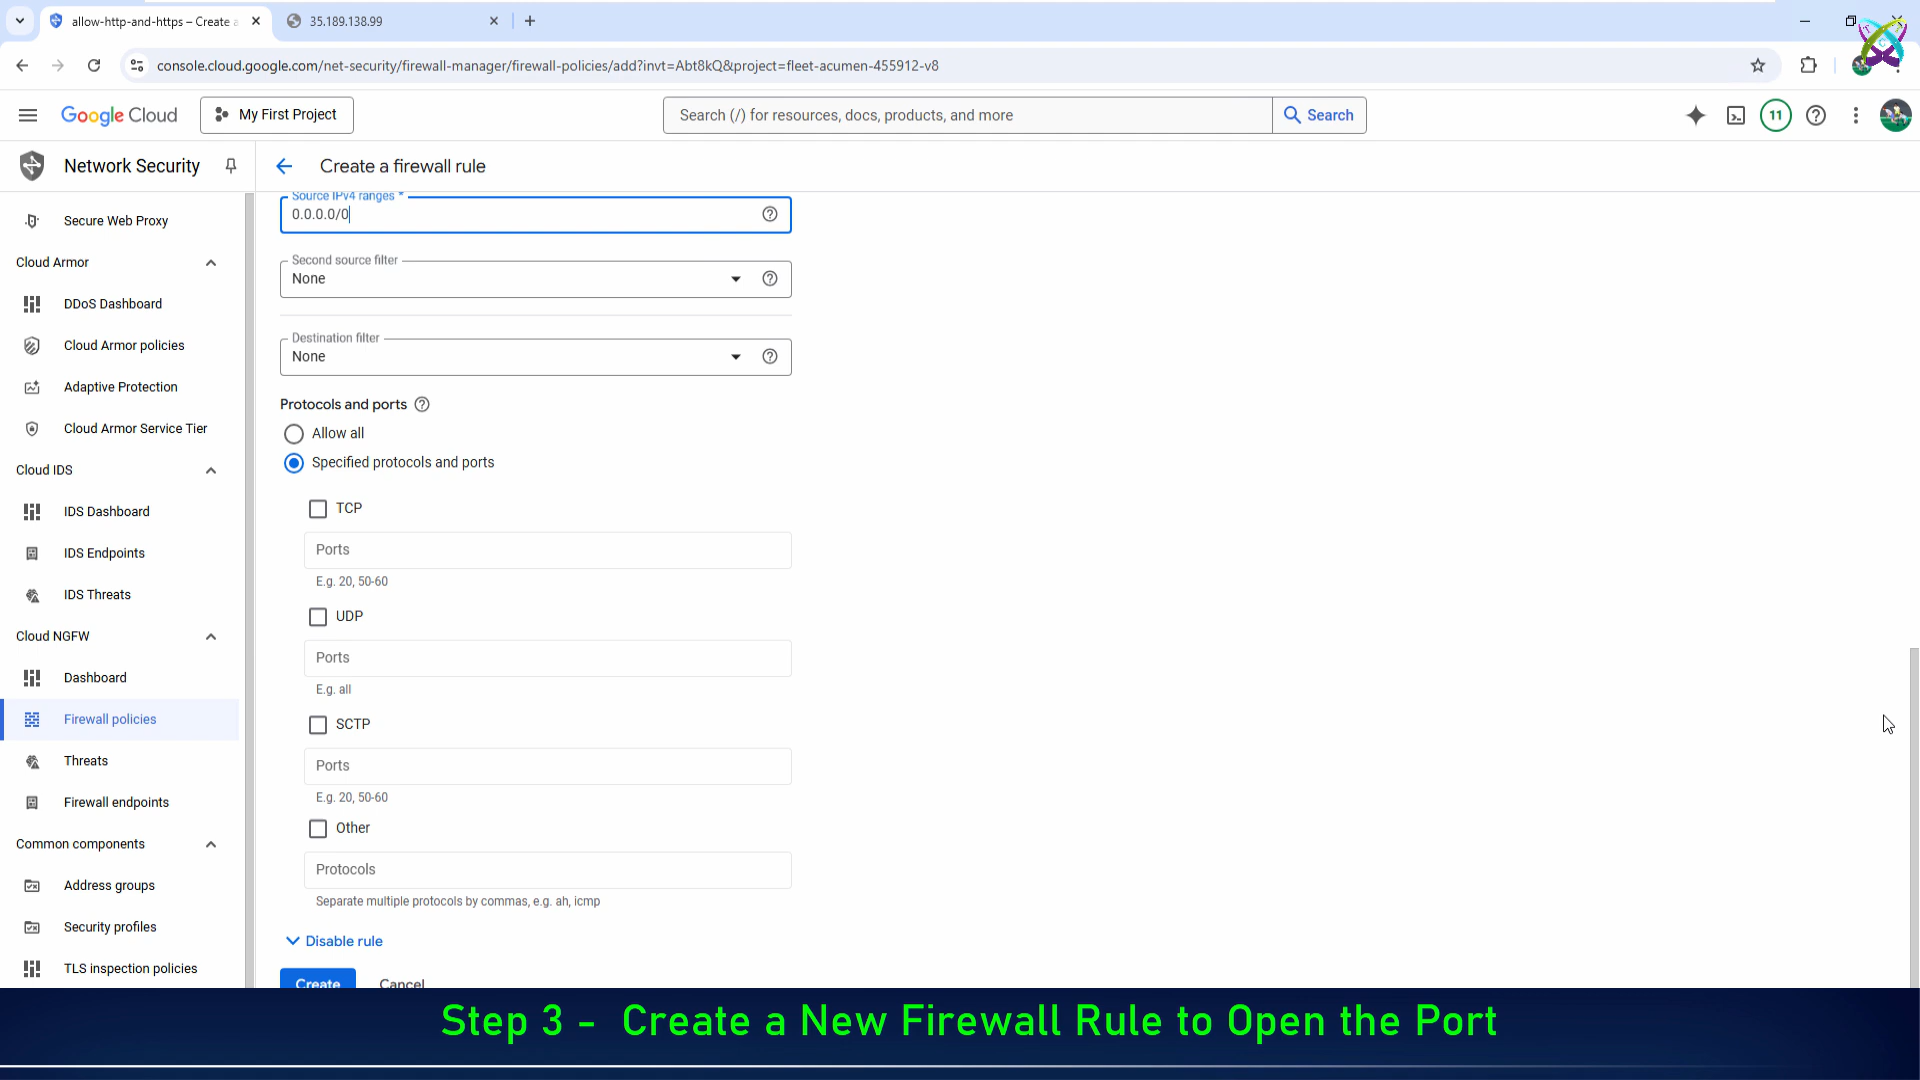 allow-http-and-https – Create a
35.189.138.99
console.cloud.google.com/net-security/firewall-manager/firewall-policies/add?invt=Abt8kQ&project=fleet-acumen-455912-v8
Google Cloud
My First Project
Search (/) for resources, docs, products, and more
Search
11
Network Security
Create a firewall rule
Secure Web Proxy
Cloud Armor
DDoS Dashboard
Cloud Armor policies
Adaptive Protection
Cloud Armor Service Tier
Cloud IDS
IDS Dashboard
IDS Endpoints
IDS Threats
Cloud NGFW
Dashboard
Firewall policies
Threats
Firewall endpoints
Common components
Address groups
Security profiles
TLS inspection policies
Source IPv4 ranges *
0.0.0.0/0
Second source filter
None
Destination filter
None
Protocols and ports
Allow all
Specified protocols and ports
TCP
Ports
E.g. 20, 50-60
UDP
Ports
E.g. all
SCTP
Ports
E.g. 20, 50-60
Other
Protocols
Separate multiple protocols by commas, e.g. ah, icmp
Disable rule
Create
Cancel
Step 3 - Create a New Firewall Rule to Open the Port